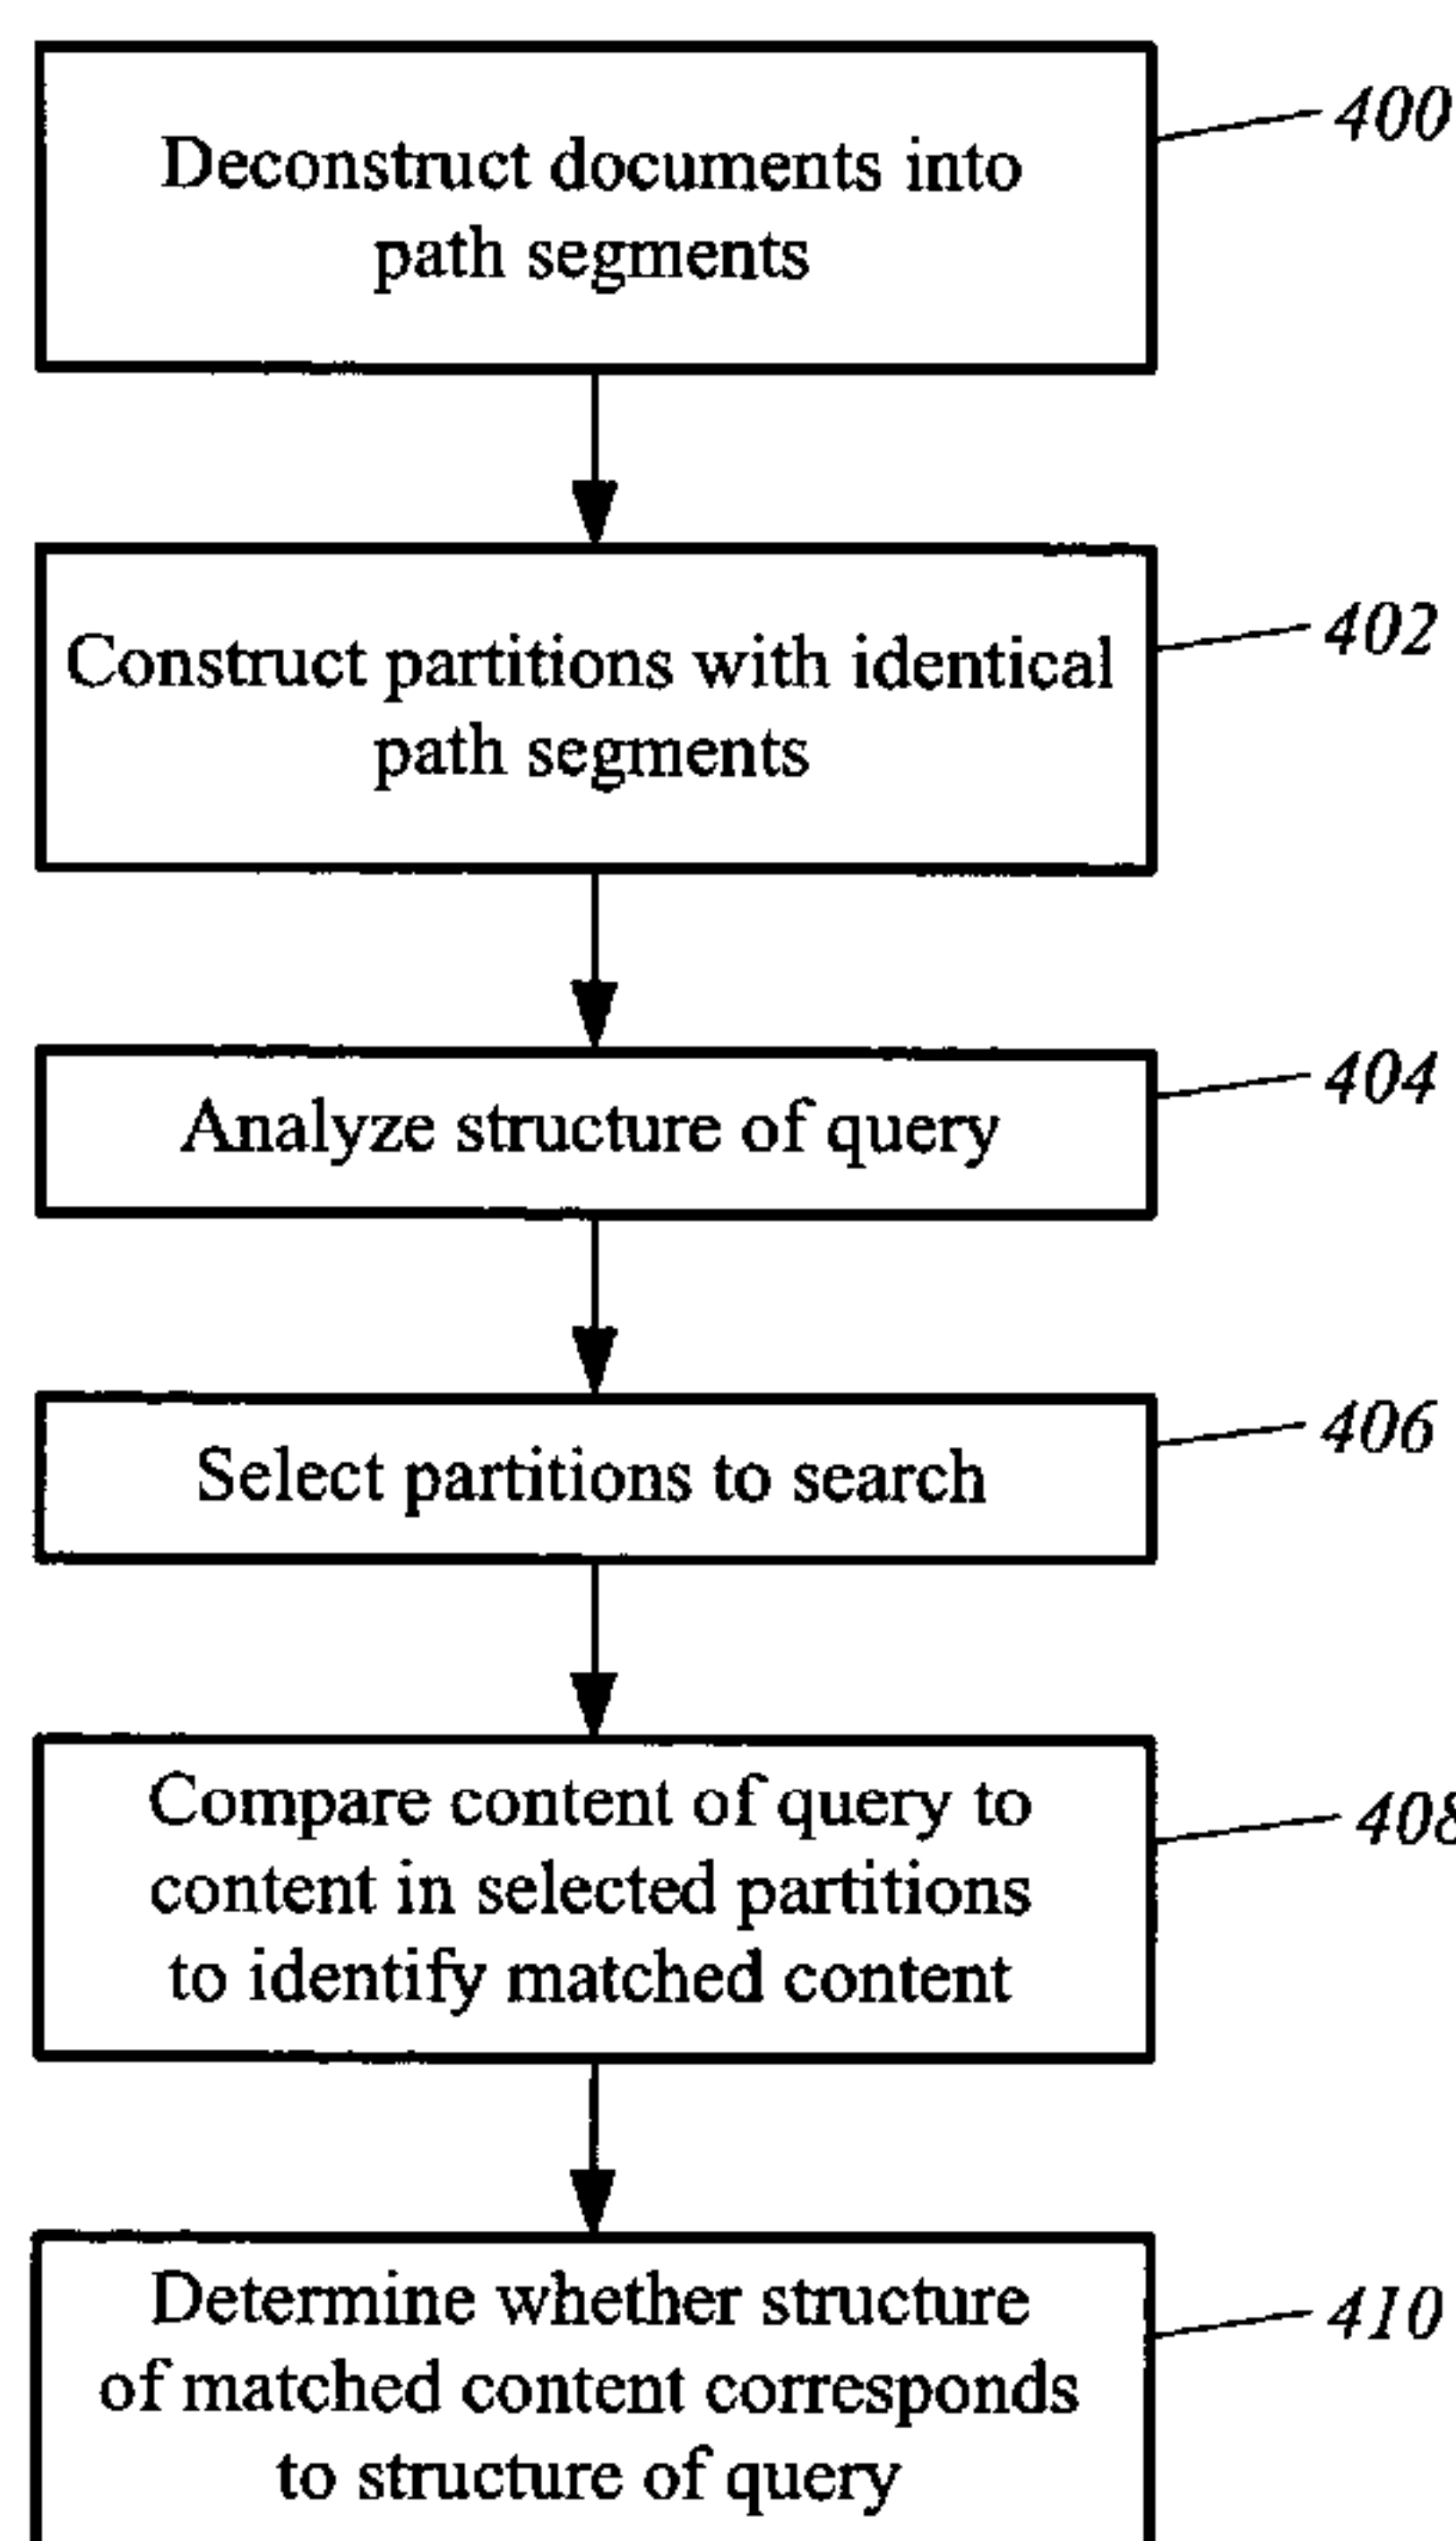 Deconstruct documents into
path segments
400
Construct partitions with identical
path segments
402
Analyze structure of query
404
Select partitions to search
406
Compare content of query to
content in selected partitions
to identify matched content
408
Determine whether structure
of matched content corresponds
to structure of query
410